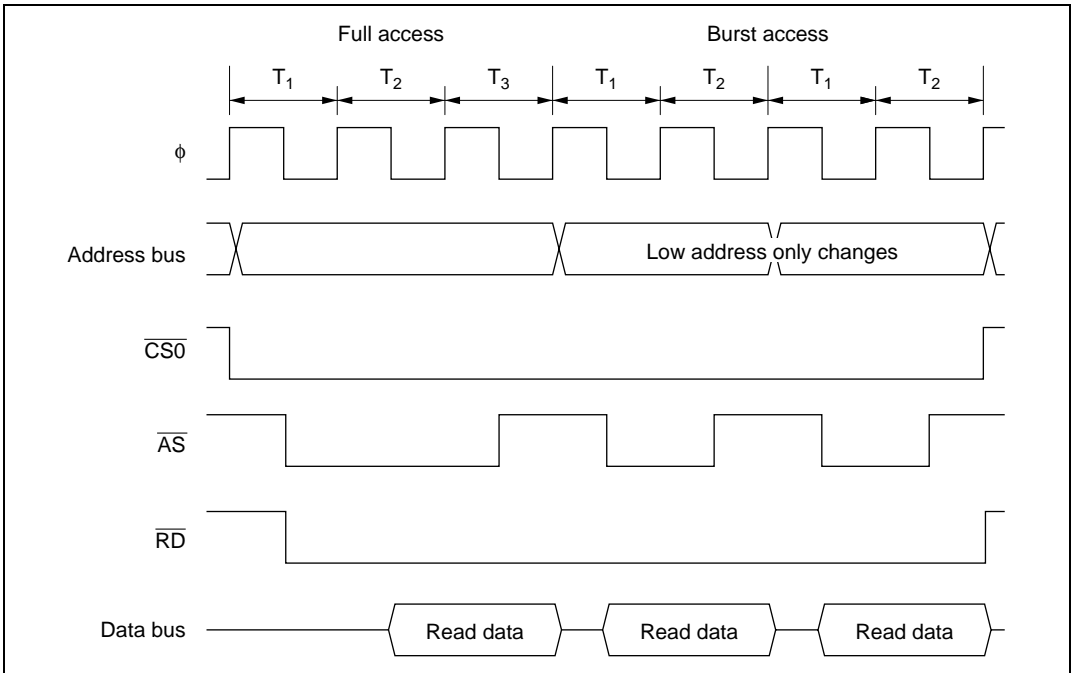 Full access Burst access
T1 T2 T3 T1 T2 T1 T2
ϕ
Address bus Low address only changes
CS0
AS
RD
Data bus Read data Read data Read data